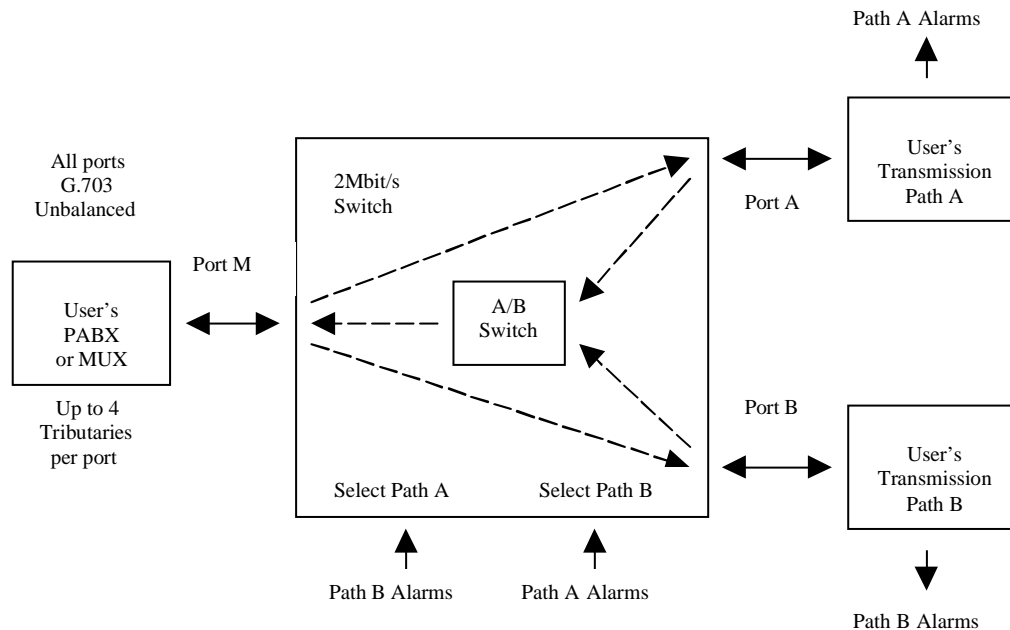 Path A Alarms
All ports
G.703
Unbalanced
2Mbit/s
Switch
User's
Transmission
Path A
Port A
Port M
User's
PABX
or MUX
A/B
Switch
Up to 4
Tributaries
per port
Port B
User's
Transmission
Path B
Select Path A
Select Path B
Path B Alarms
Path A Alarms
Path B Alarms